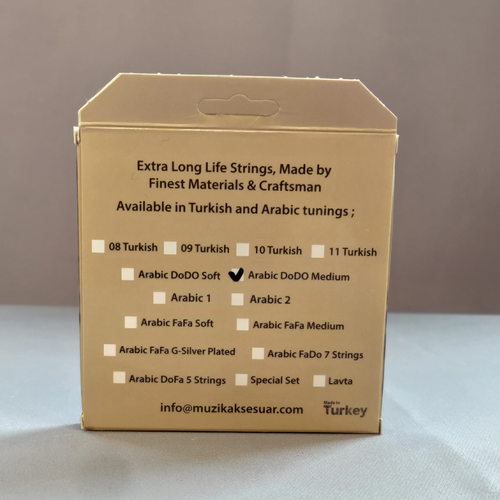 Extra Long Life Strings, Made by
Finest Materials & Craftsman
Available in Turkish and Arabic tunings ;
08 Turkish 09 Turkish 10 Turkish 11 Turkish
Arabic DoDO Soft Arabic DoDO Medium
Arabic 1 Arabic 2
Arabic FaFa Soft Arabic FaFa Medium
Arabic FaFa G-Silver Plated Arabic FaDo 7 Strings
Arabic DoFa 5 Strings Special Set Lavta
Made in
info@muzikaksesuar.com Turkey